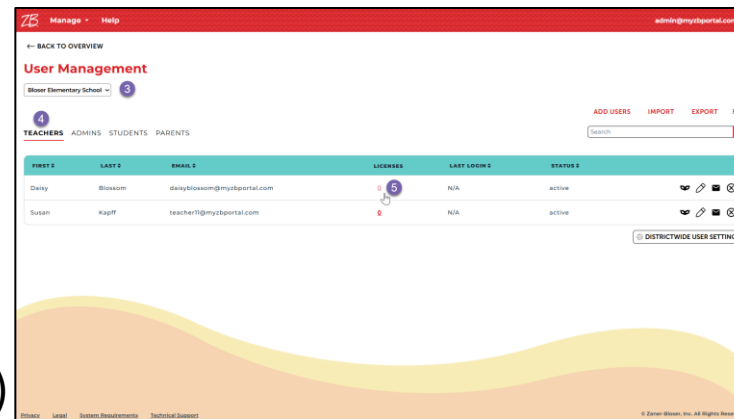 ZB Manage Help admin@myzbportal.com
← BACK TO OVERVIEW
User Management
Bloser Elementary School 3
4
ADD USERS IMPORT EXPORT
TEACHERS ADMINS STUDENTS PARENTS Search
FIRST LAST EMAIL LICENSES LAST LOGIN STATUS
Daisy Blossom daisyblossom@myzbportal.com 0 5 N/A active
Susan Kapff teacher11@myzbportal.com 0 N/A active
DISTRICTWIDE USER SETTING
Privacy Legal System Requirements Technical Support © Zaner-Bloser, Inc. All Rights Rese
)